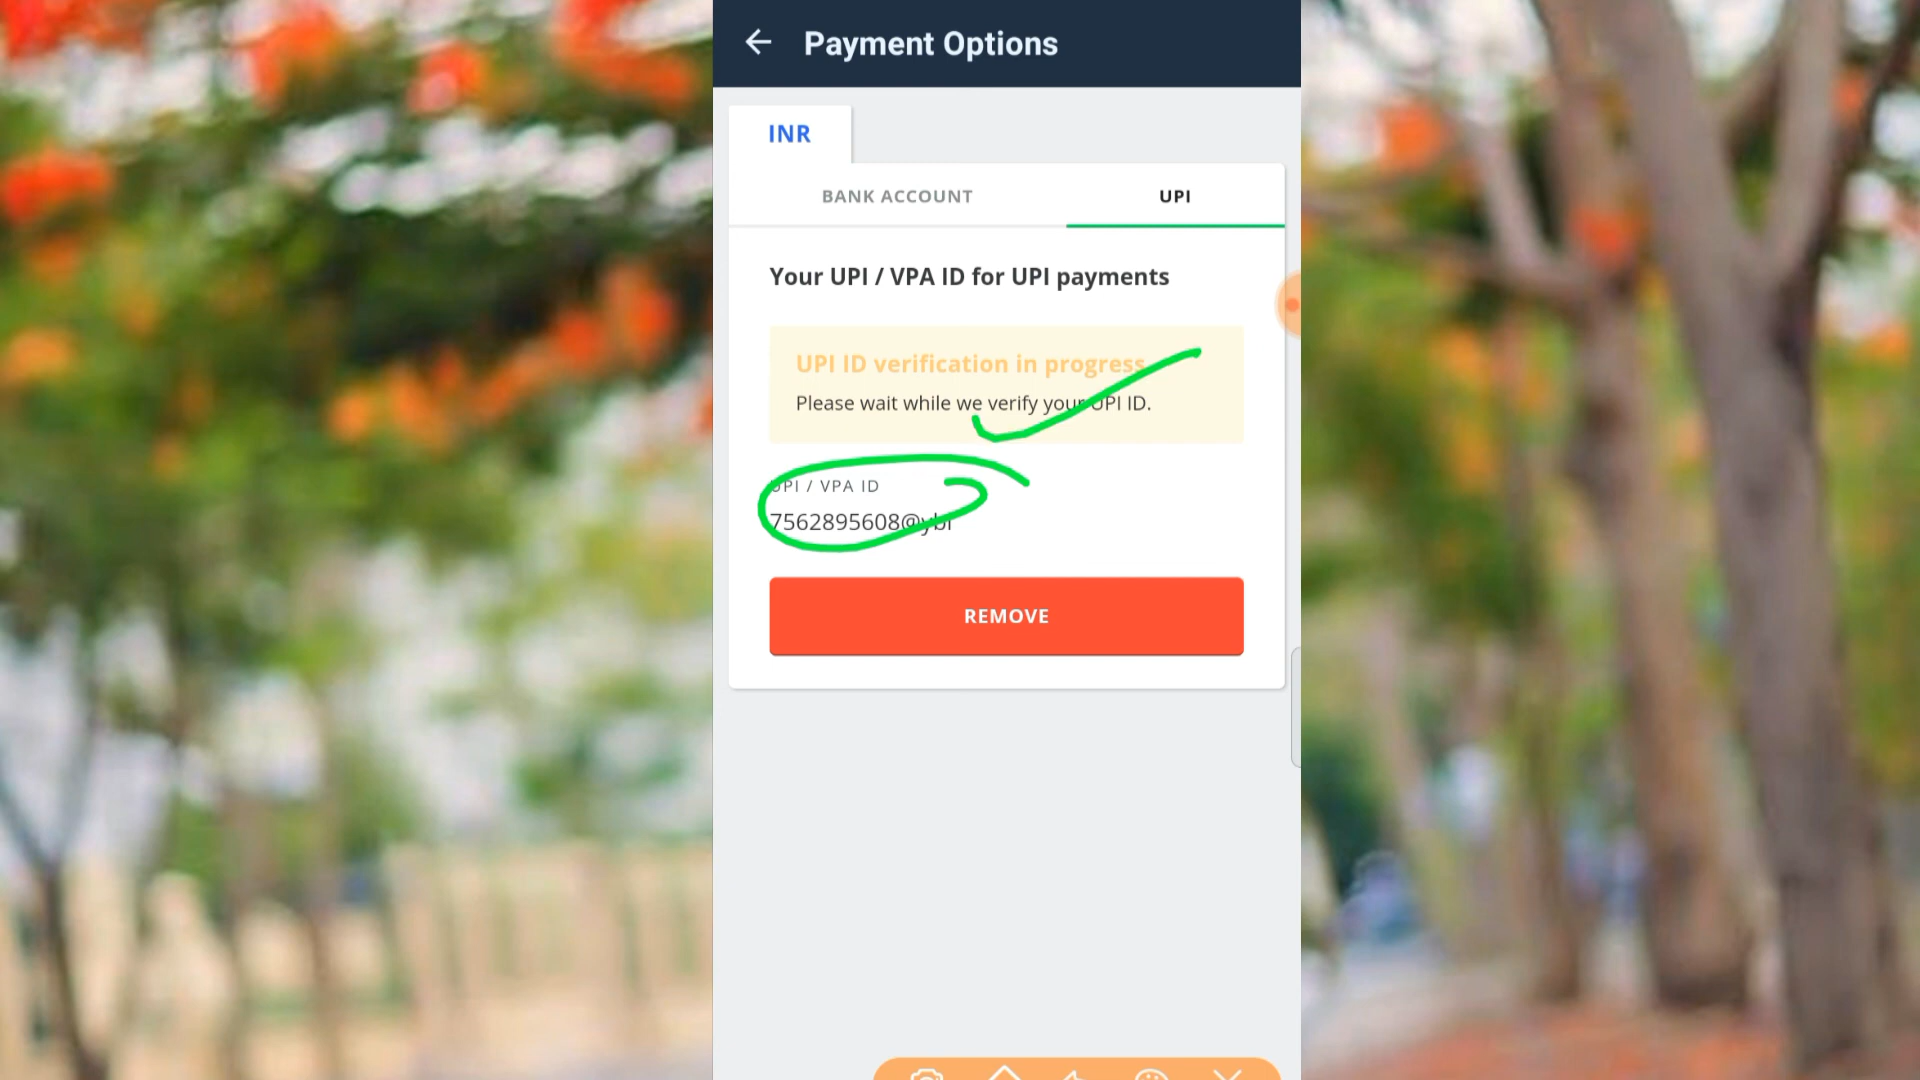 Payment Options
INR
BANK ACCOUNT
UPI
Your UPI / VPA ID for UPI payments
UPI ID verification in progress
Please wait while we verify your UPI ID.
UPI / VPA ID
7562895608@ybl
REMOVE